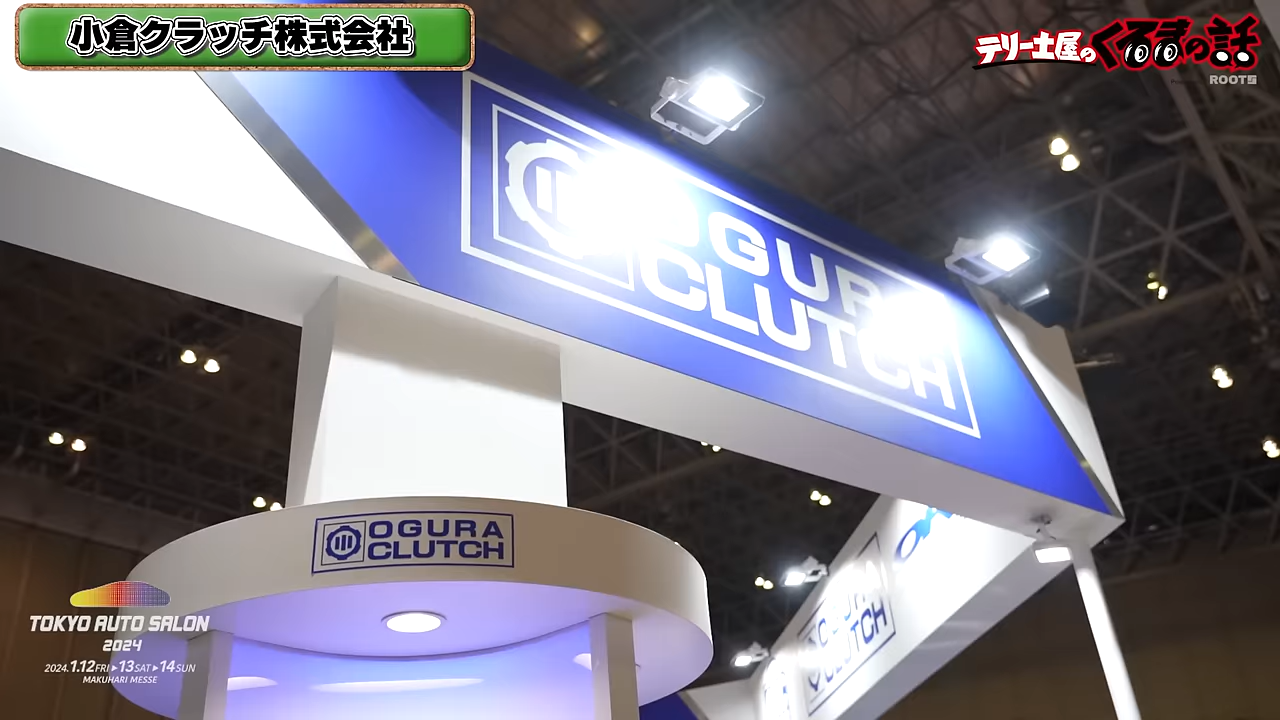 小倉クラッチ株式会社
テリー土屋のくるまの話
ROOTS
OGURA
CLUTCH
OGURA
CLUTCH
OGURA
CLUTCH
TOKYO AUTO SALON
2024
2024.1.12FRI▶13SAT▶14SUN
MAKUHARI MESSE